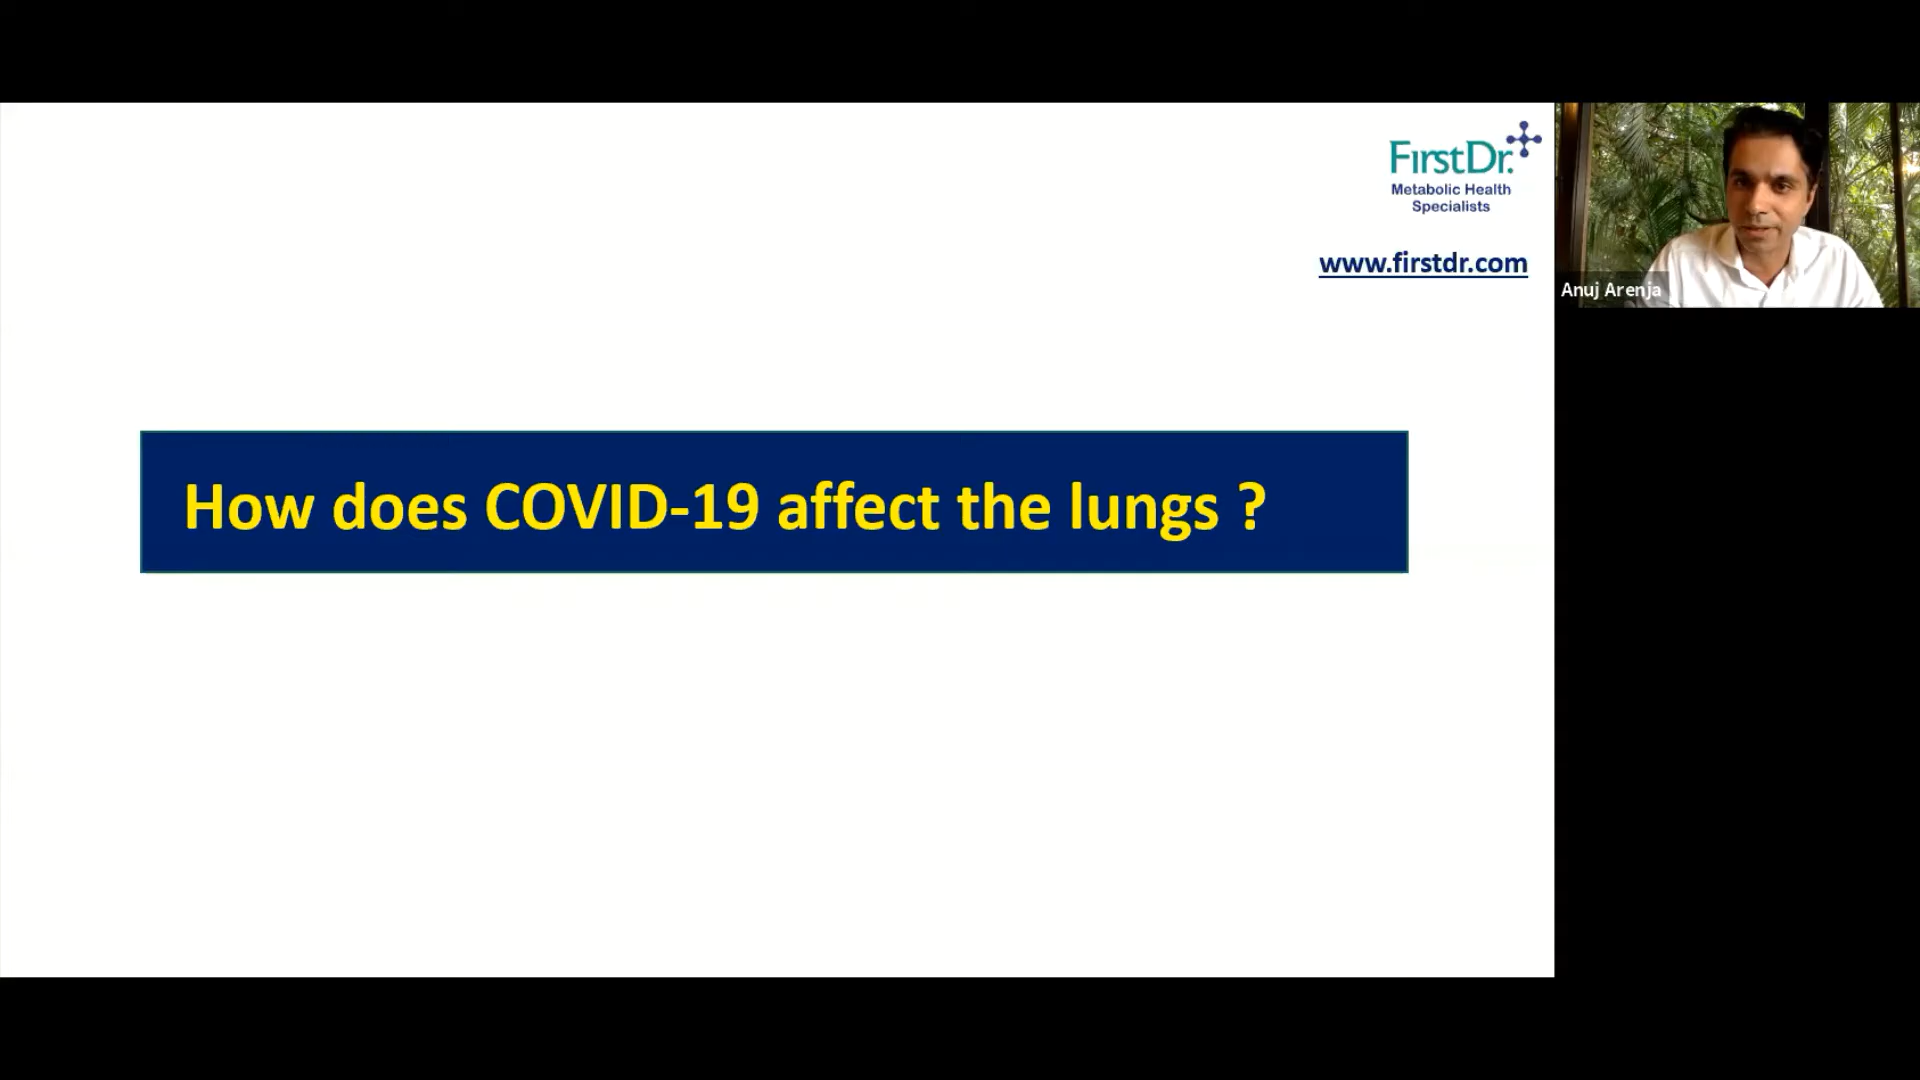 FirstDr.
Metabolic Health
Specialists
www.firstdr.com
Anuj Arenja
How does COVID-19 affect the lungs ?